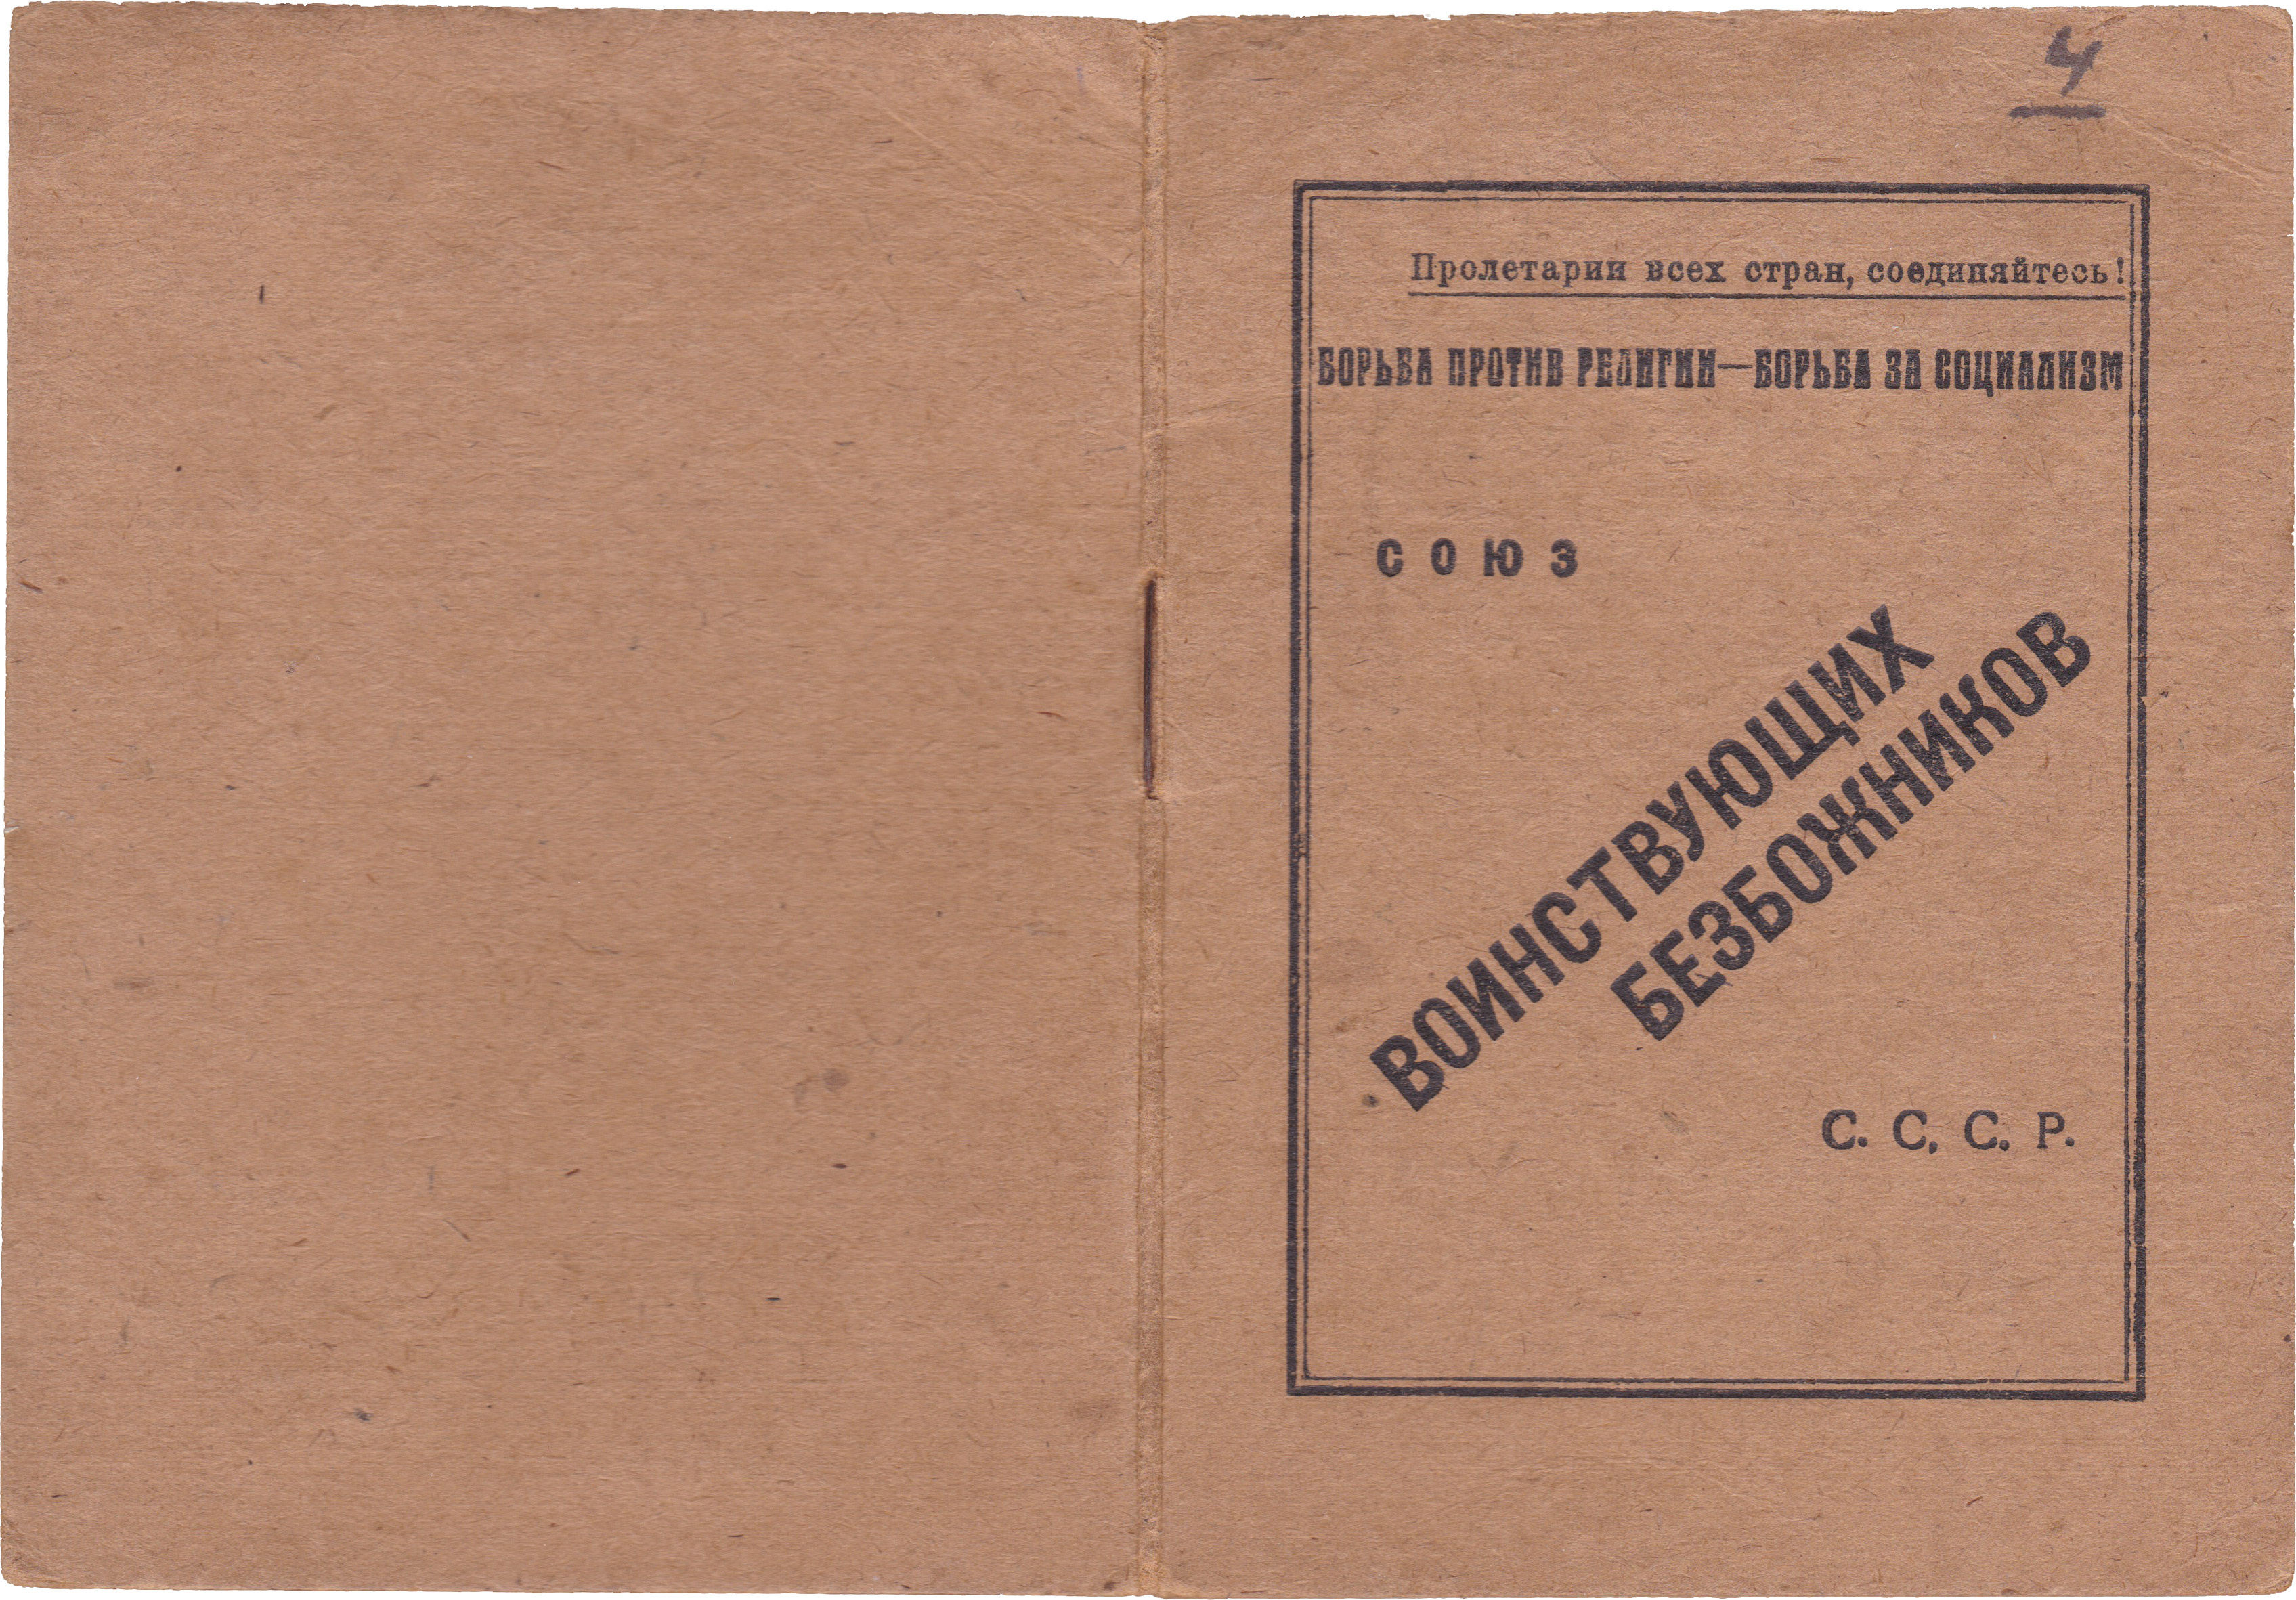 4
Пролетарии всех стран, соединяйтесь!
БОРЬБА ПРОТИВ РЕЛИГИИ—БОРЬБА ЗА СОЦИАЛИЗМ
СОЮЗ
ВОИНСТВУЮЩИХ
БЕЗБОЖНИКОВ
С. С. С. Р.